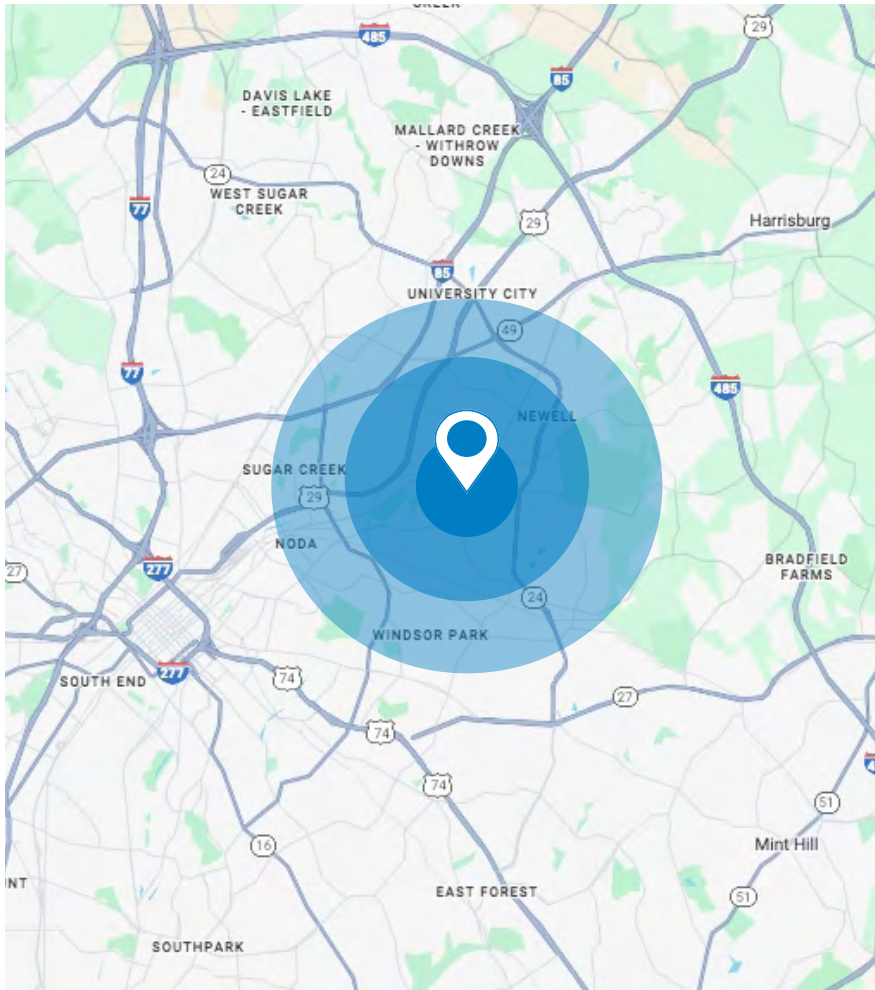 CREEK
29
485
85
DAVIS LAKE
- EASTFIELD
MALLARD CREEK
- WITHROW
DOWNS
24
WEST SUGAR
CREEK
77
29
Harrisburg
85
UNIVERSITY CITY
49
77
485
NEWELL
SUGAR CREEK
29
NODA
BRADFIELD
FARMS
277
27
24
WINDSOR PARK
SOUTH END
277
74
27
74
74
51
16
Mint Hill
NT
EAST FOREST
51
SOUTHPARK